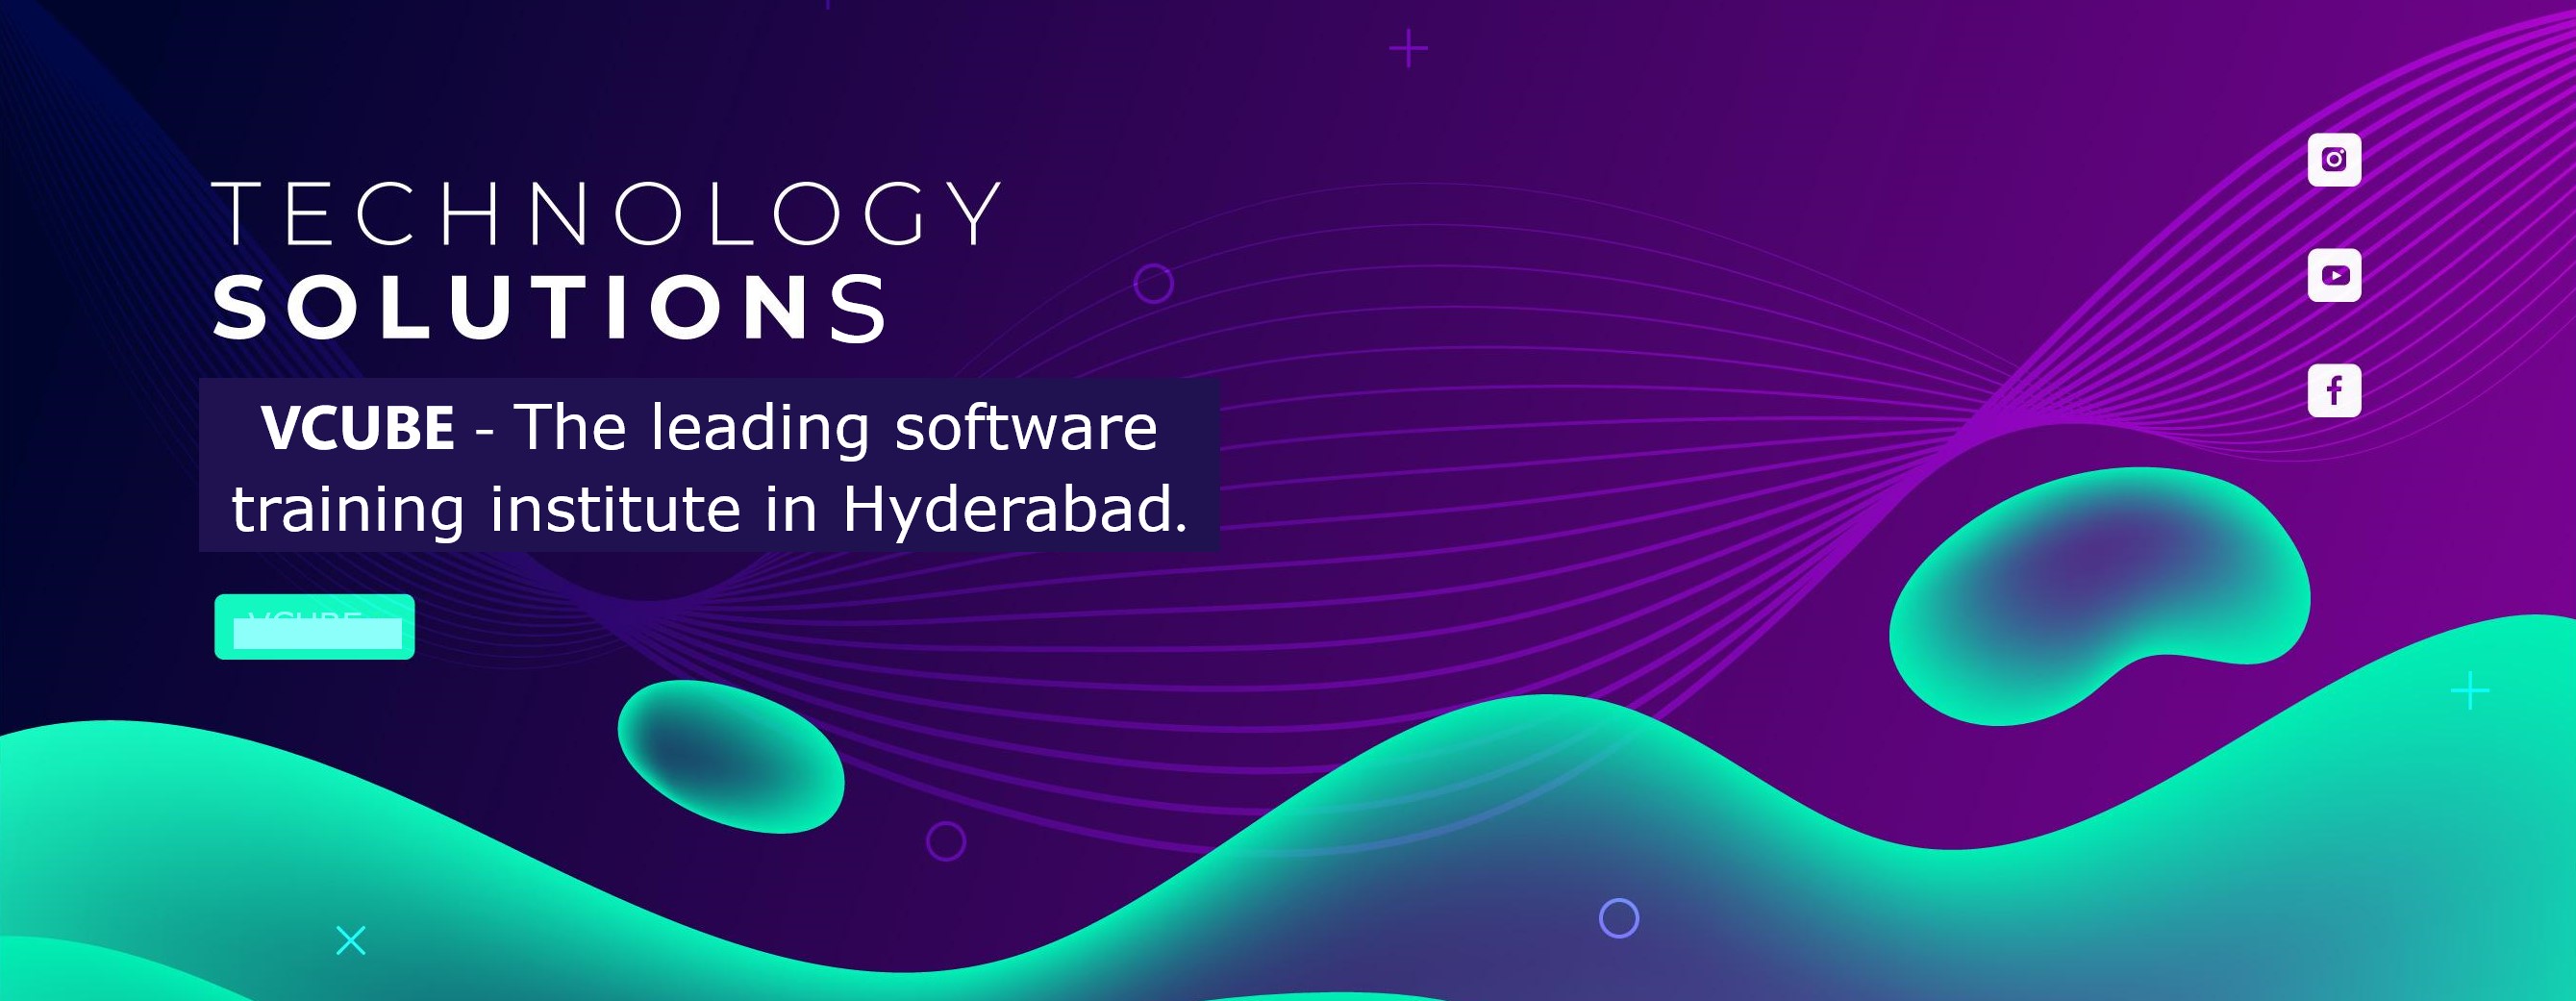 TECHNOLOGY
SOLUTIONS
VCUBE - The leading software
training institute in Hyderabad.